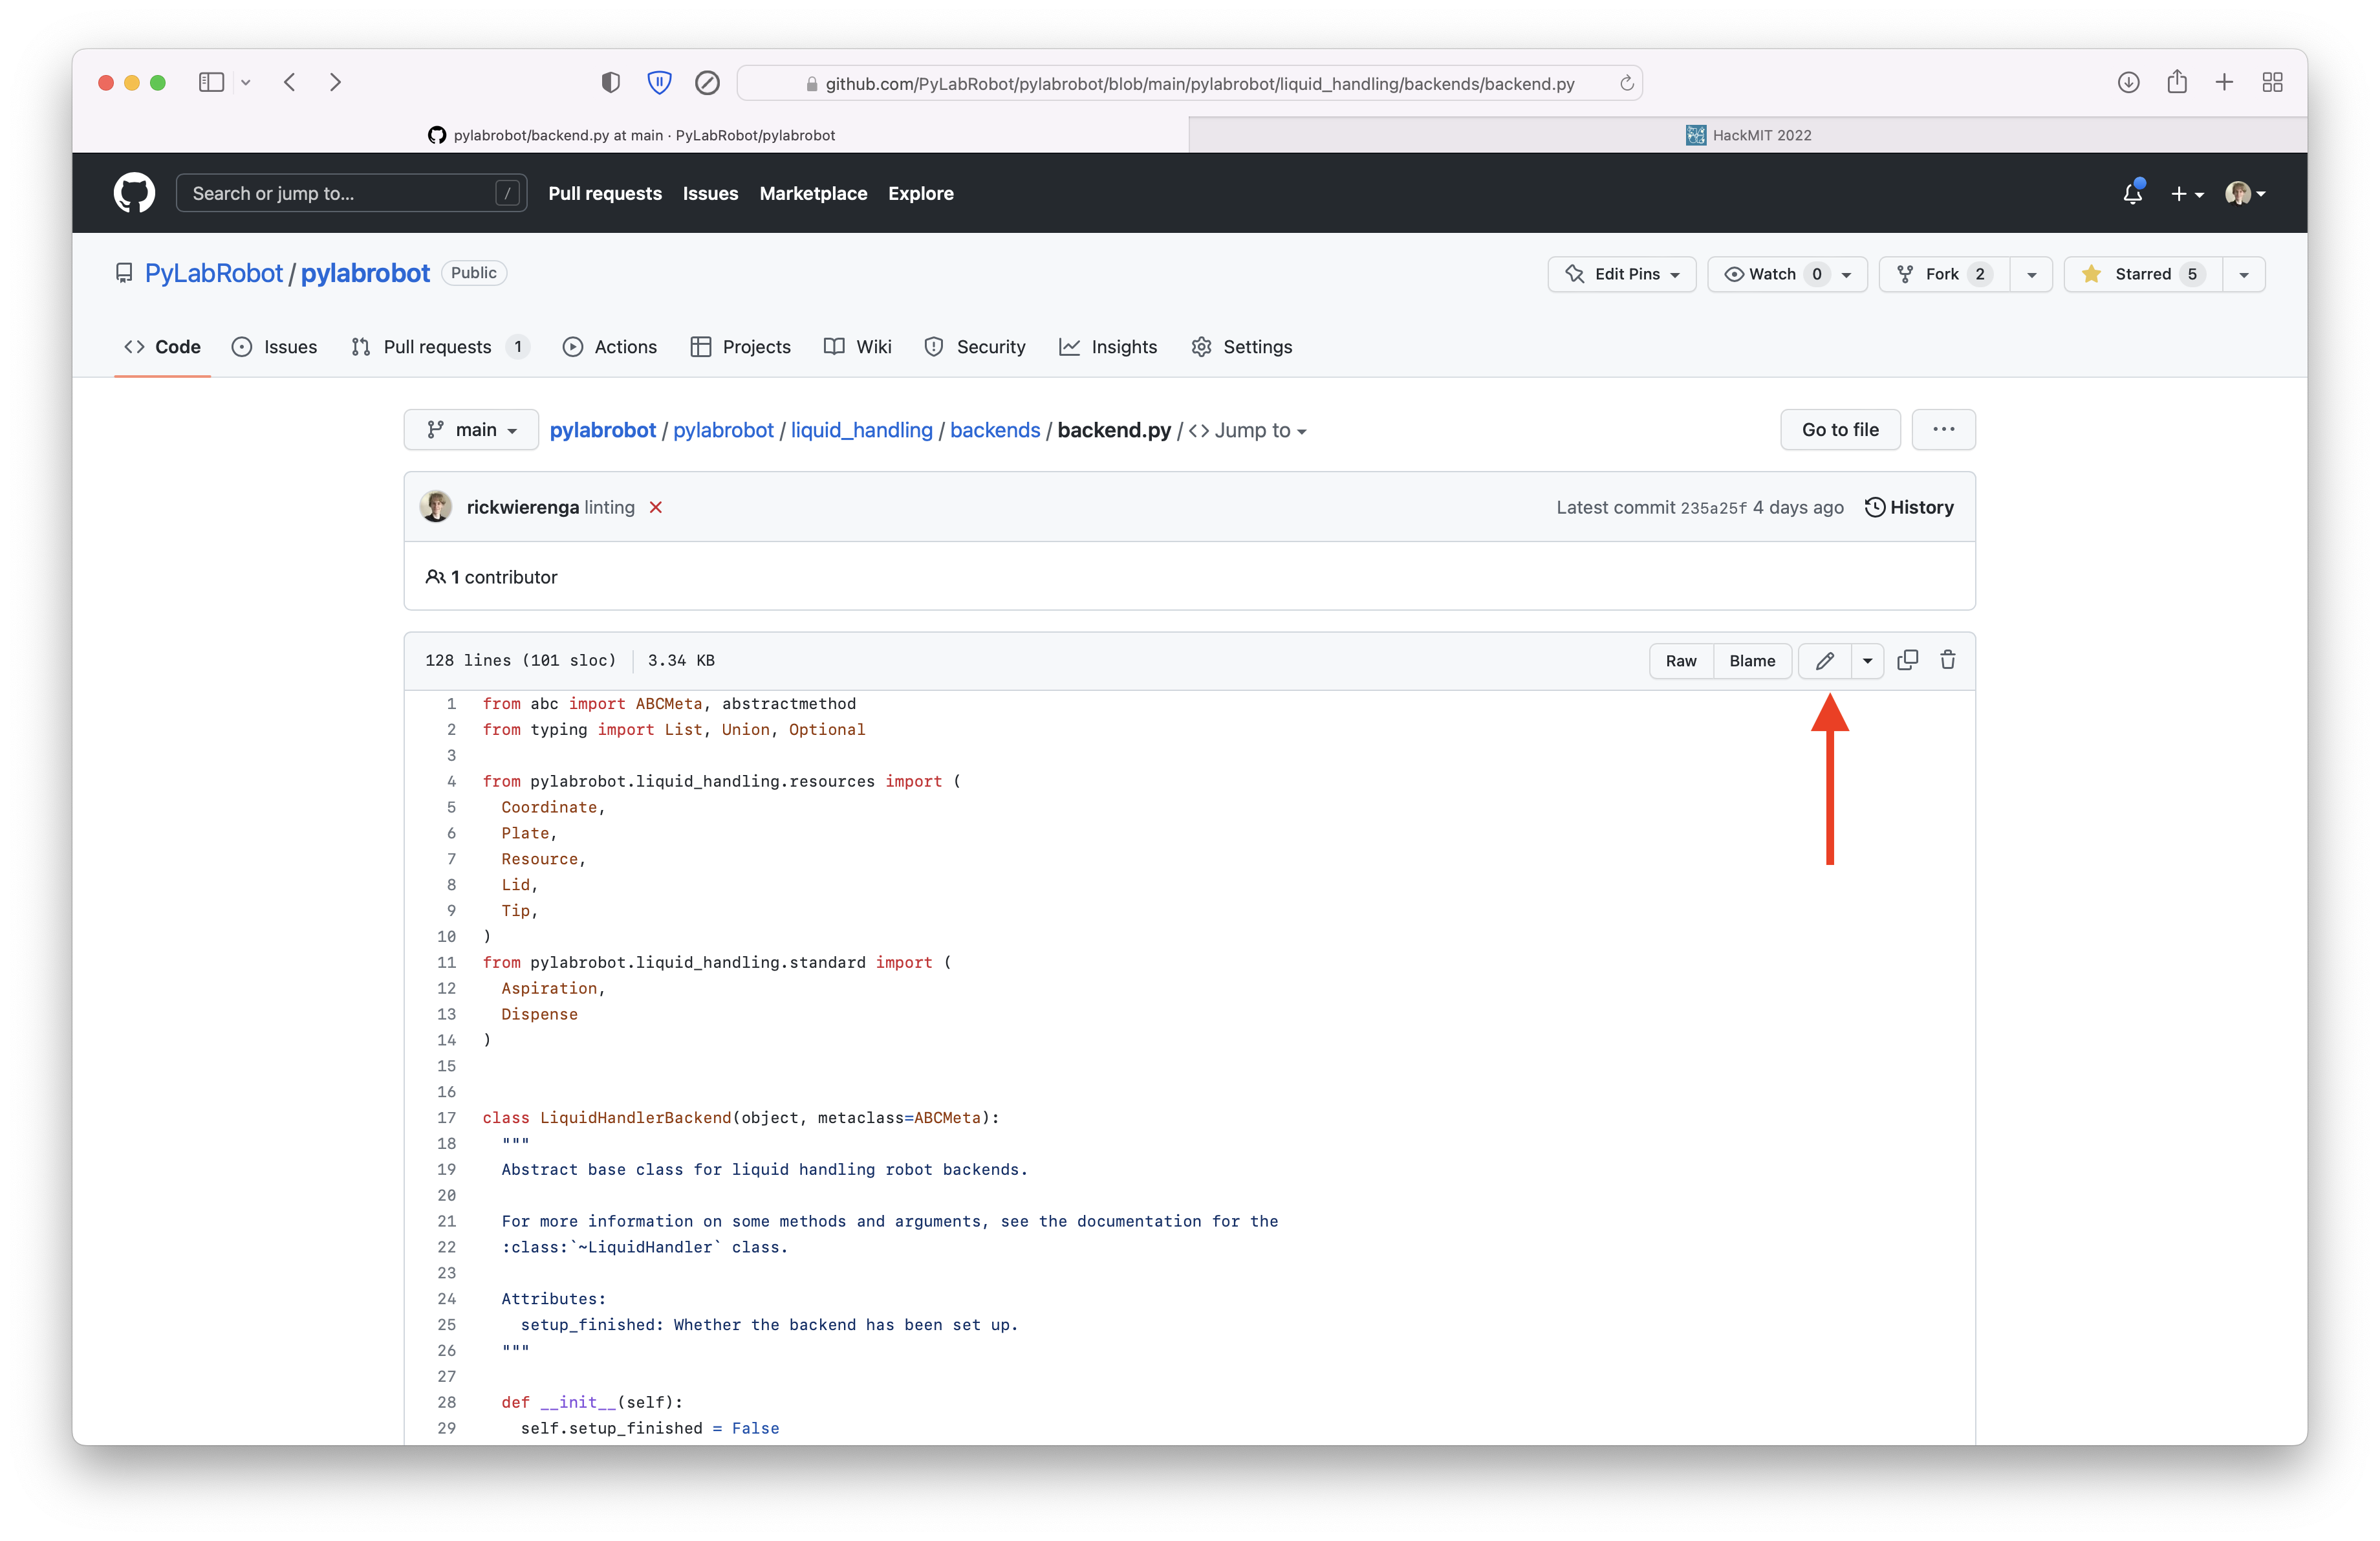 github.com/PyLabRobot/pylabrobot/blob/main/pylabrobot/liquid_handling/backends/backend.py
pylabrobot/backend.py at main · PyLabRobot/pylabrobot
HackMIT 2022
Search or jump to... /
Pull requests Issues Marketplace Explore
PyLabRobot / pylabrobot Public
Edit Pins Watch 0 Fork 2 Starred 5
Code Issues Pull requests 1 Actions Projects Wiki Security Insights Settings
main pylabrobot / pylabrobot / liquid_handling / backends / backend.py / <> Jump to
Go to file ...
rickwierenga linting
Latest commit 235a25f 4 days ago History
1 contributor
128 lines (101 sloc) 3.34 KB
Raw Blame
1 from abc import ABCMeta, abstractmethod
2 from typing import List, Union, Optional
3
4 from pylabrobot.liquid_handling.resources import (
5 Coordinate,
6 Plate,
7 Resource,
8 Lid,
9 Tip,
10 )
11 from pylabrobot.liquid_handling.standard import (
12 Aspiration,
13 Dispense
14 )
15
16
17 class LiquidHandlerBackend(object, metaclass=ABCMeta):
18 """
19 Abstract base class for liquid handling robot backends.
20
21 For more information on some methods and arguments, see the documentation for the
22 :class:`~LiquidHandler` class.
23
24 Attributes:
25 setup_finished: Whether the backend has been set up.
26 """
27
28 def __init__(self):
29 self.setup_finished = False